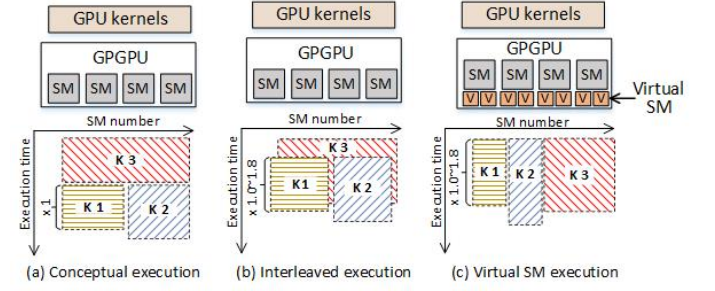 GPU kernels
GPGPU
SM SM SM SM
SM number
Execution time
x 1
K 3
K 1
K 2
(a) Conceptual execution
GPU kernels
GPGPU
SM SM SM SM
SM number
Execution time
x 1.0~1.8
K 3
K1
K 2
(b) Interleaved execution
GPU kernels
GPGPU
SM SM SM SM
V V V V V V V V
Virtual
SM
SM number
Execution time
x 1.0~1.8
K 1
K 2
K 3
(c) Virtual SM execution